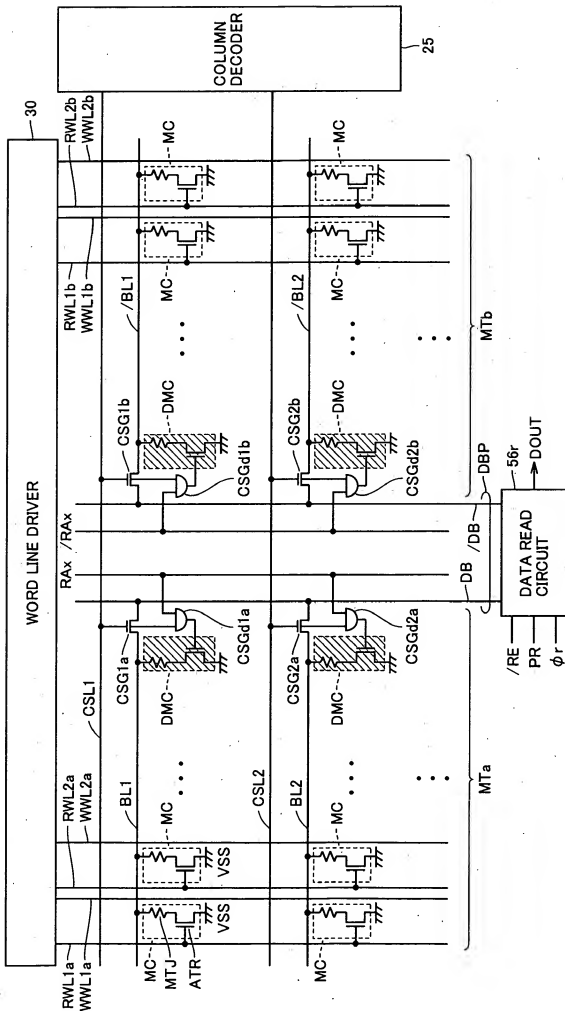 30
WORD LINE DRIVER
COLUMN DECODER
25
RWL1a
WWL1a
RWL2a
WWL2a
CSL1
RAx
/RAx
RWL1b
WWL1b
RWL2b
WWL2b
BL1
CSG1a
CSG1b
/BL1
MC
MC
MC
MTJ
ATR
VSS
VSS
DMC
CSGd1a
CSGd1b
DMC
MC
MC
CSL2
BL2
CSG2a
CSG2b
/BL2
MC
MC
DMC
CSGd2a
CSGd2b
DMC
MC
MC
MTa
MTb
DB
/DB
DBP
/RE
PR
φr
DATA READ CIRCUIT
56r
DOUT